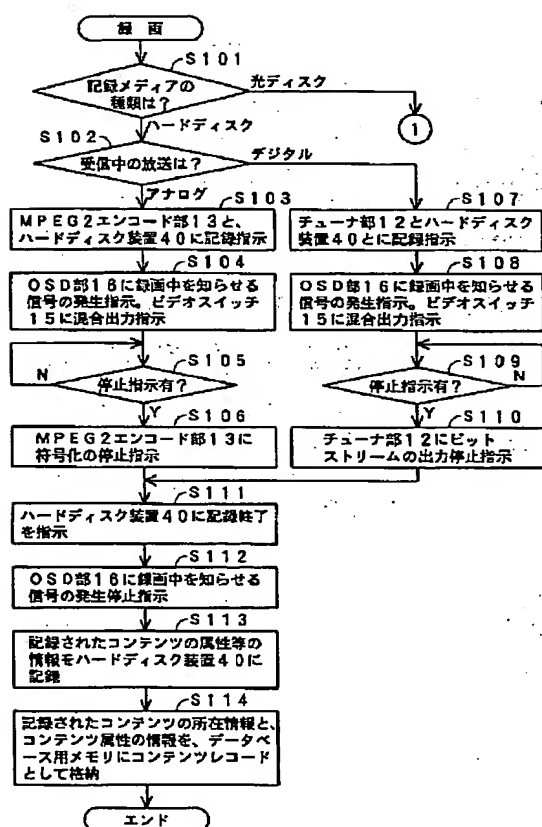 録画
S101
記録メディアの
種類は?
光ディスク
1
ハードディスク
S102
受信中の放送は?
デジタル
アナログ
S103
MPEG2エンコード部13と、
ハードディスク装置40に記録指示
S104
OSD部16に録画中を知らせる
信号の発生指示。ビデオスイッチ
15に混合出力指示
S105
N
停止指示有?
Y
S106
MPEG2エンコード部13に
符号化の停止指示
S107
チューナ部12とハードディスク
装置40とに記録指示
S108
OSD部16に録画中を知らせる
信号の発生指示。ビデオスイッチ
15に混合出力指示
S109
停止指示有?
N
Y
S110
チューナ部12にビット
ストリームの出力停止指示
S111
ハードディスク装置40に記録終了
を指示
S112
OSD部16に録画中を知らせる
信号の発生停止指示
S113
記録されたコンテンツの属性等の
情報をハードディスク装置40に
記録
S114
記録されたコンテンツの所在情報と、
コンテンツ属性の情報を、データベ
ース用メモリにコンテンツレコード
として格納
エンド